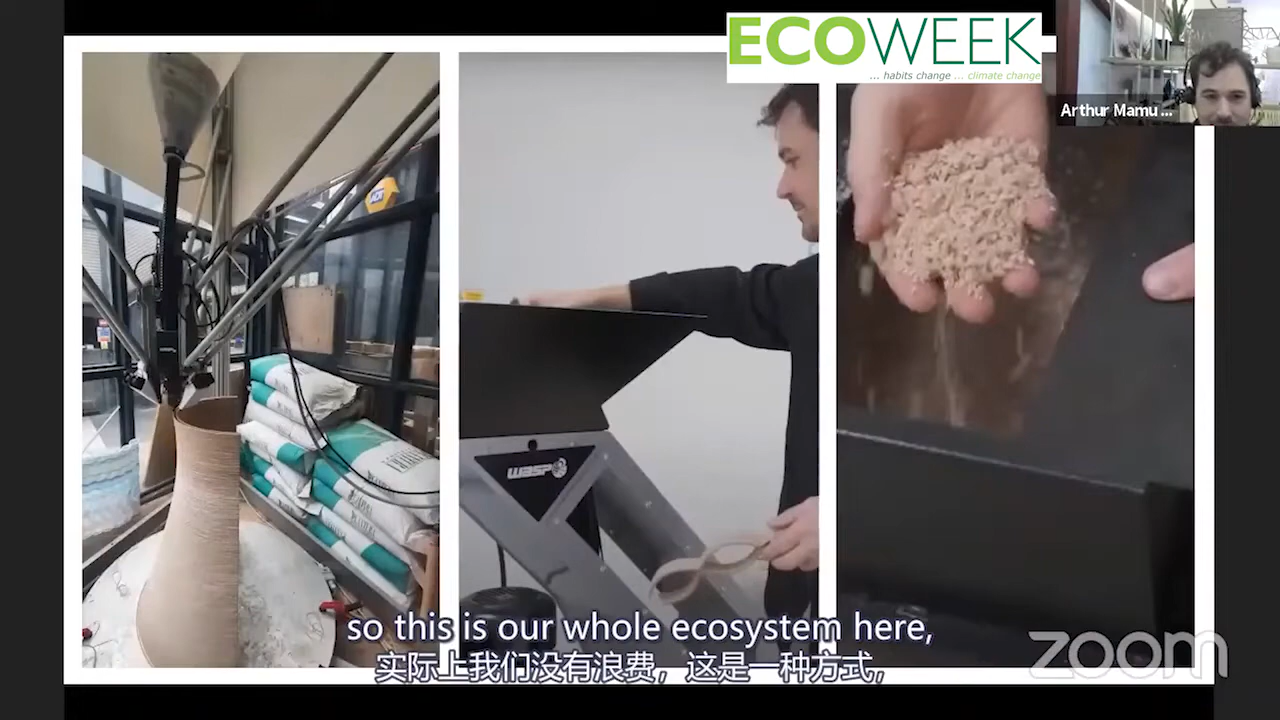 ECOWEEK
... habits change ... climate change
Arthur Mamu ...
WASP
so this is our whole ecosystem here,
实际上我们没有浪费，这是一种方式，
zoom